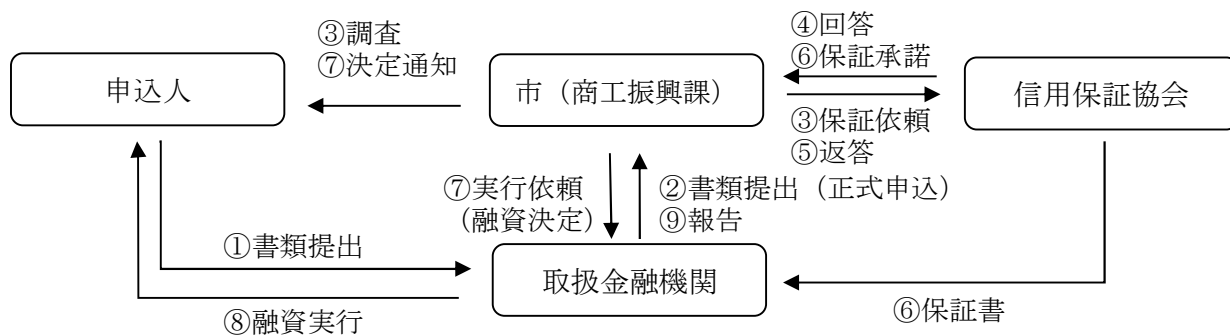 ③調査
⑦決定通知
④回答
⑥保証承諾
申込人
市（商工振興課）
信用保証協会
③保証依頼
⑤返答
⑦実行依頼
（融資決定）
②書類提出（正式申込）
⑨報告
①書類提出
取扱金融機関
⑧融資実行
⑥保証書